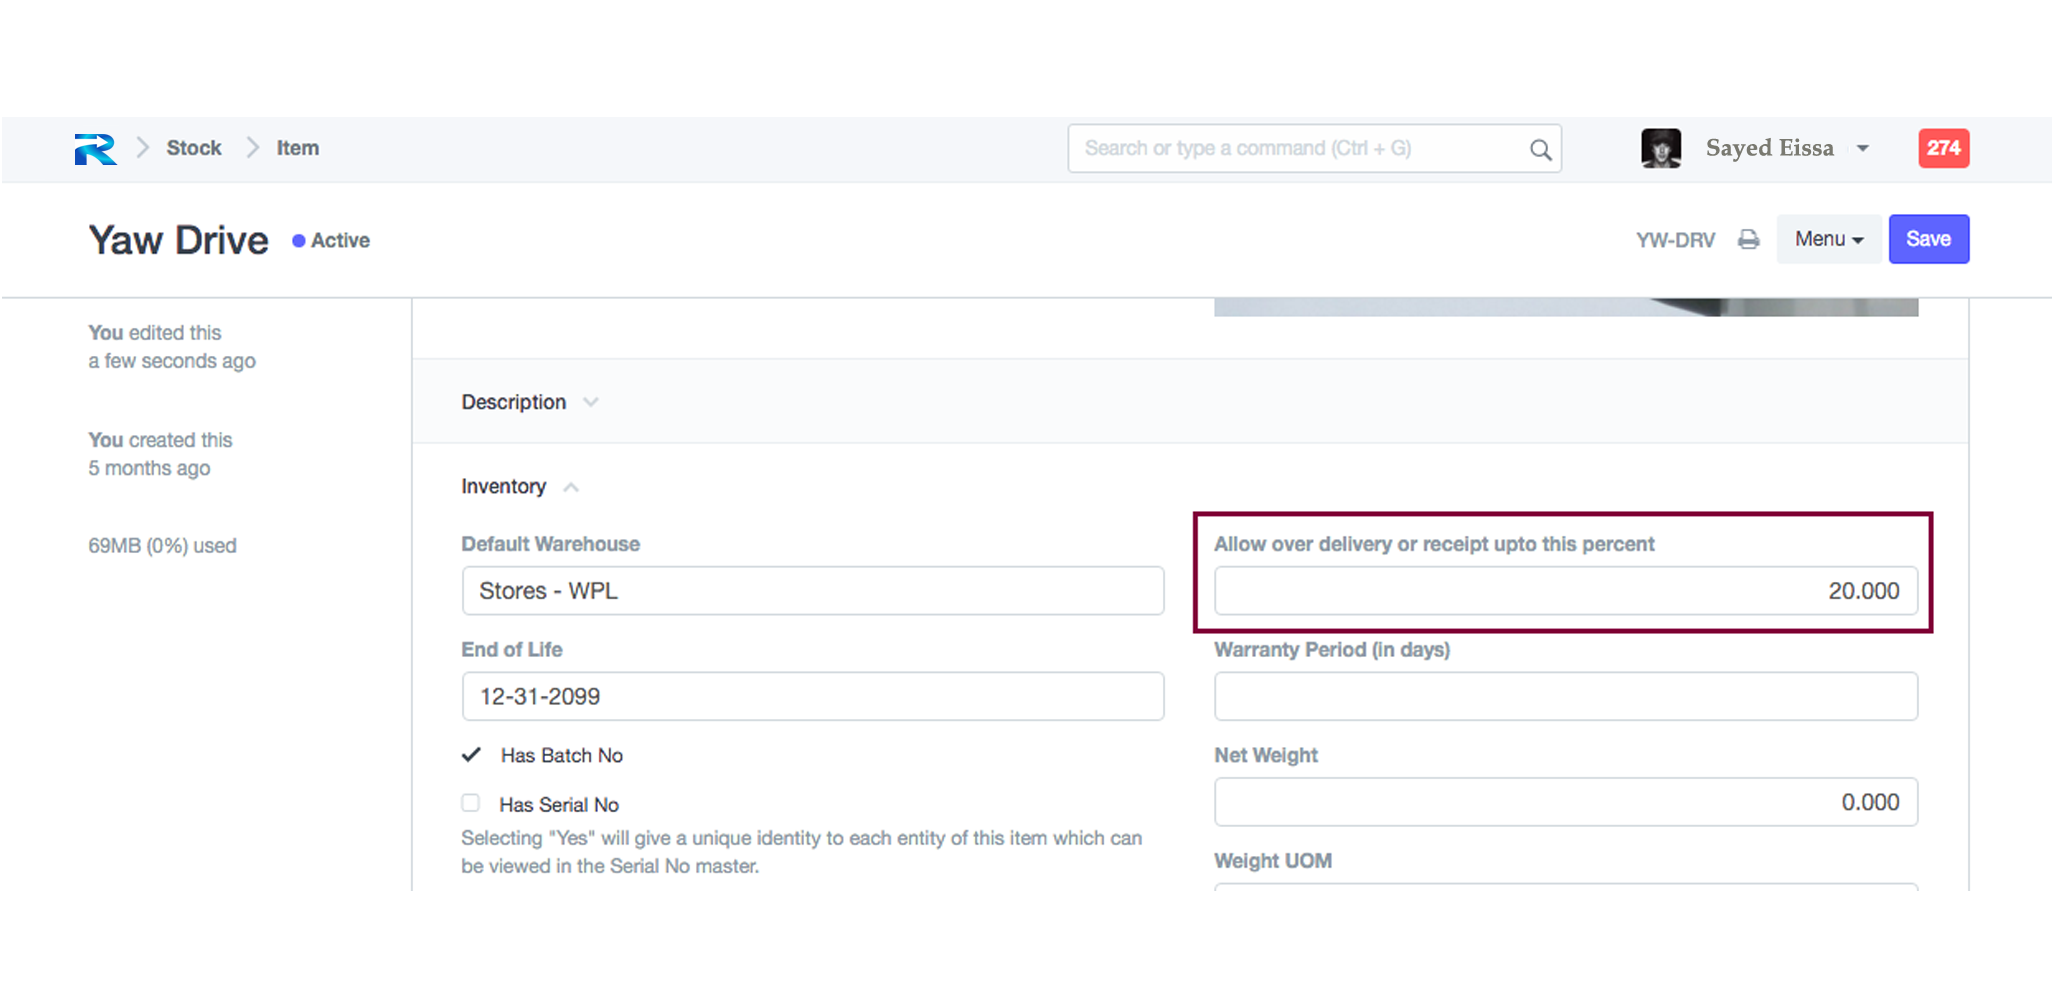 Stock
Item
Search or type a command (Ctrl + G)
Sayed Eissa
274
Yaw Drive
Active
YW-DRV
Menu
Save
You edited this
a few seconds ago
You created this
5 months ago
69MB (0%) used
Description
Inventory
Default Warehouse
Stores - WPL
End of Life
12-31-2099
Has Batch No
Has Serial No
Selecting "Yes" will give a unique identity to each entity of this item which can
be viewed in the Serial No master.
Allow over delivery or receipt upto this percent
20.000
Warranty Period (in days)
Net Weight
0.000
Weight UOM